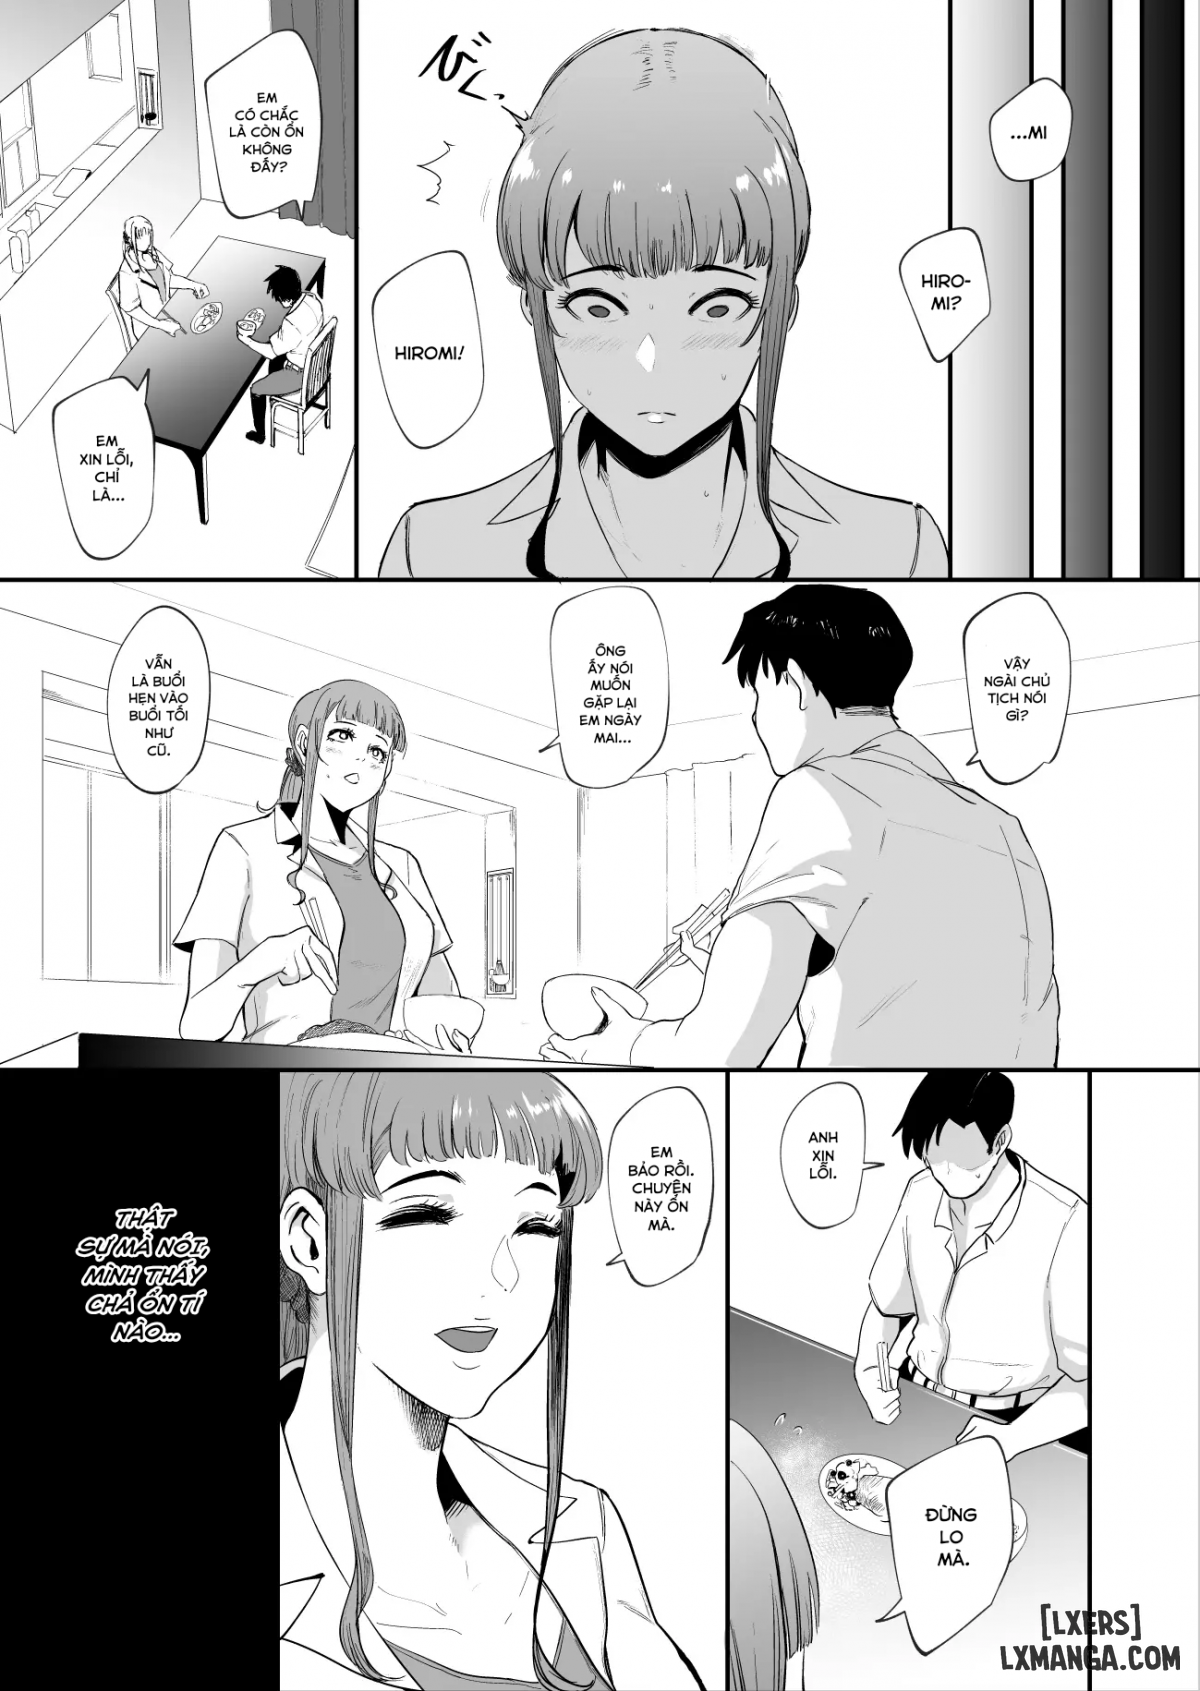 ...MI
HIRO-
MI?
ビクッ
HIROMI!
EM
CÓ CHẮC
LÀ CÒN ỔN
KHÔNG
ĐẤY?
EM
XIN LỖI,
CHỈ
LÀ...
VẬY
NGÀI CHỦ
TỊCH NÓI
GÌ?
ÔNG
ẤY NÓI
MUỐN
GẶP LẠI
EM NGÀY
MAI...
VẪN
LÀ BUỔI
HẸN VÀO
BUỔI TỐI
NHƯ
CŨ.
ANH
XIN
LỖI.
ĐỪNG
LO
MÀ.
EM
BẢO RỒI.
CHUYỆN
NÀY ỔN
MÀ.
THẬT
SỰ MÀ NÓI,
MÌNH THẤY
CHẢ ỔN TÍ
NÀO...
[LXERS]
LXMANGA.COM